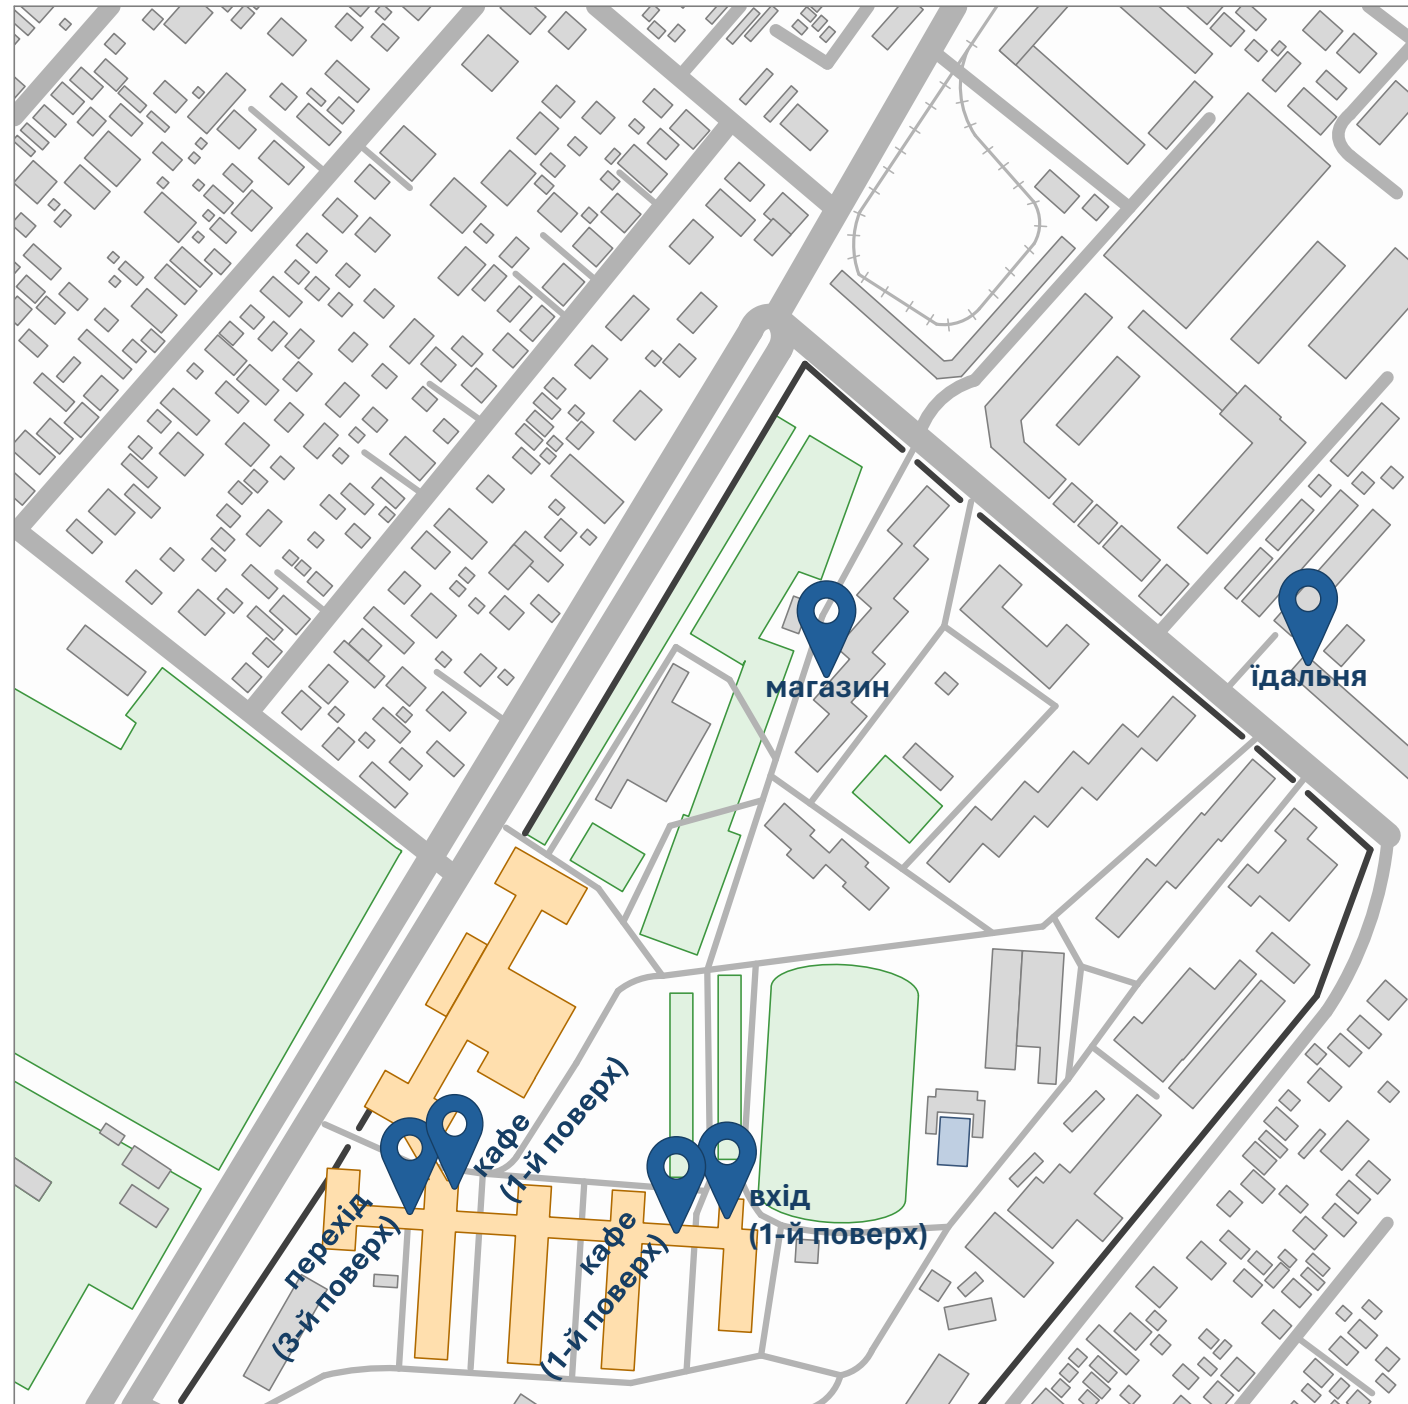 магазин
їдальня
кафе
(1-й поверх)
вхід
(1-й поверх)
перехід
(3-й поверх)
кафе
(1-й поверх)